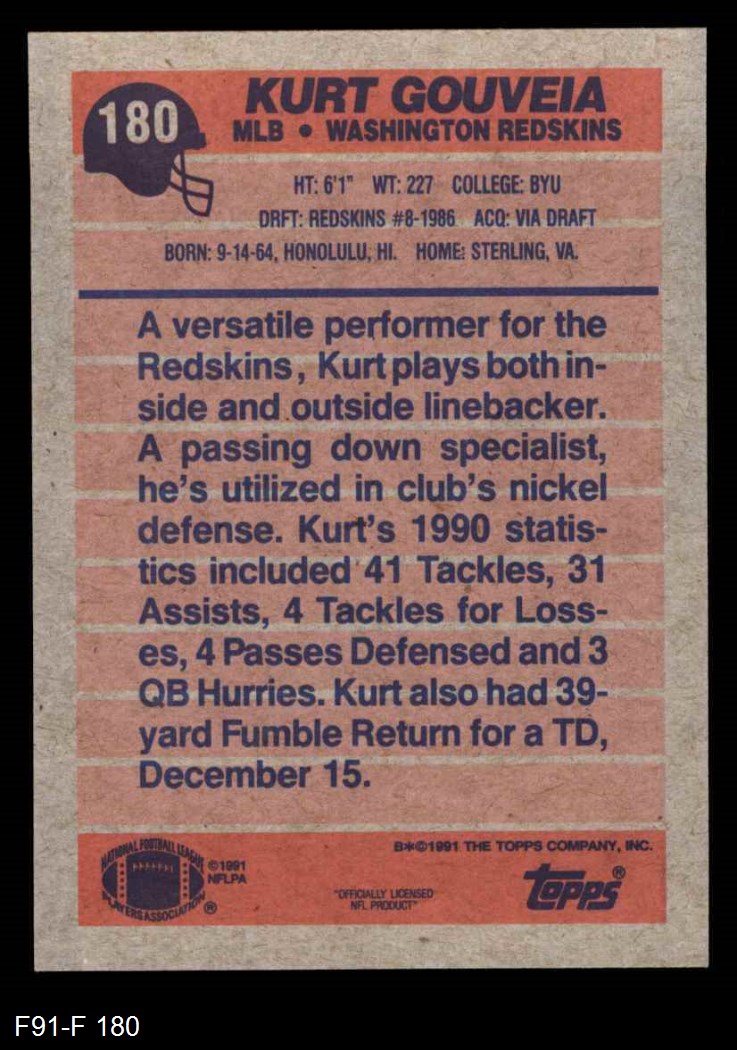 180
KURT GOUVEIA
MLB • WASHINGTON REDSKINS
HT: 6'1" WT: 227 COLLEGE: BYU
DRFT: REDSKINS #8-1986 ACQ: VIA DRAFT
BORN: 9-14-64, HONOLULU, HI. HOME: STERLING, VA.
A versatile performer for the
Redskins, Kurt plays both in-
side and outside linebacker.
A passing down specialist,
he's utilized in club's nickel
defense. Kurt's 1990 statis-
tics included 41 Tackles, 31
Assists, 4 Tackles for Loss-
es, 4 Passes Defensed and 3
QB Hurries. Kurt also had 39-
yard Fumble Return for a TD,
December 15.
NATIONAL FOOTBALL LEAGUE
PLAYERS ASSOCIATION ®
©1991
NFLPA
B*©1991 THE TOPPS COMPANY, INC.
"OFFICIALLY LICENSED
NFL PRODUCT"
topps®
F91-F 180